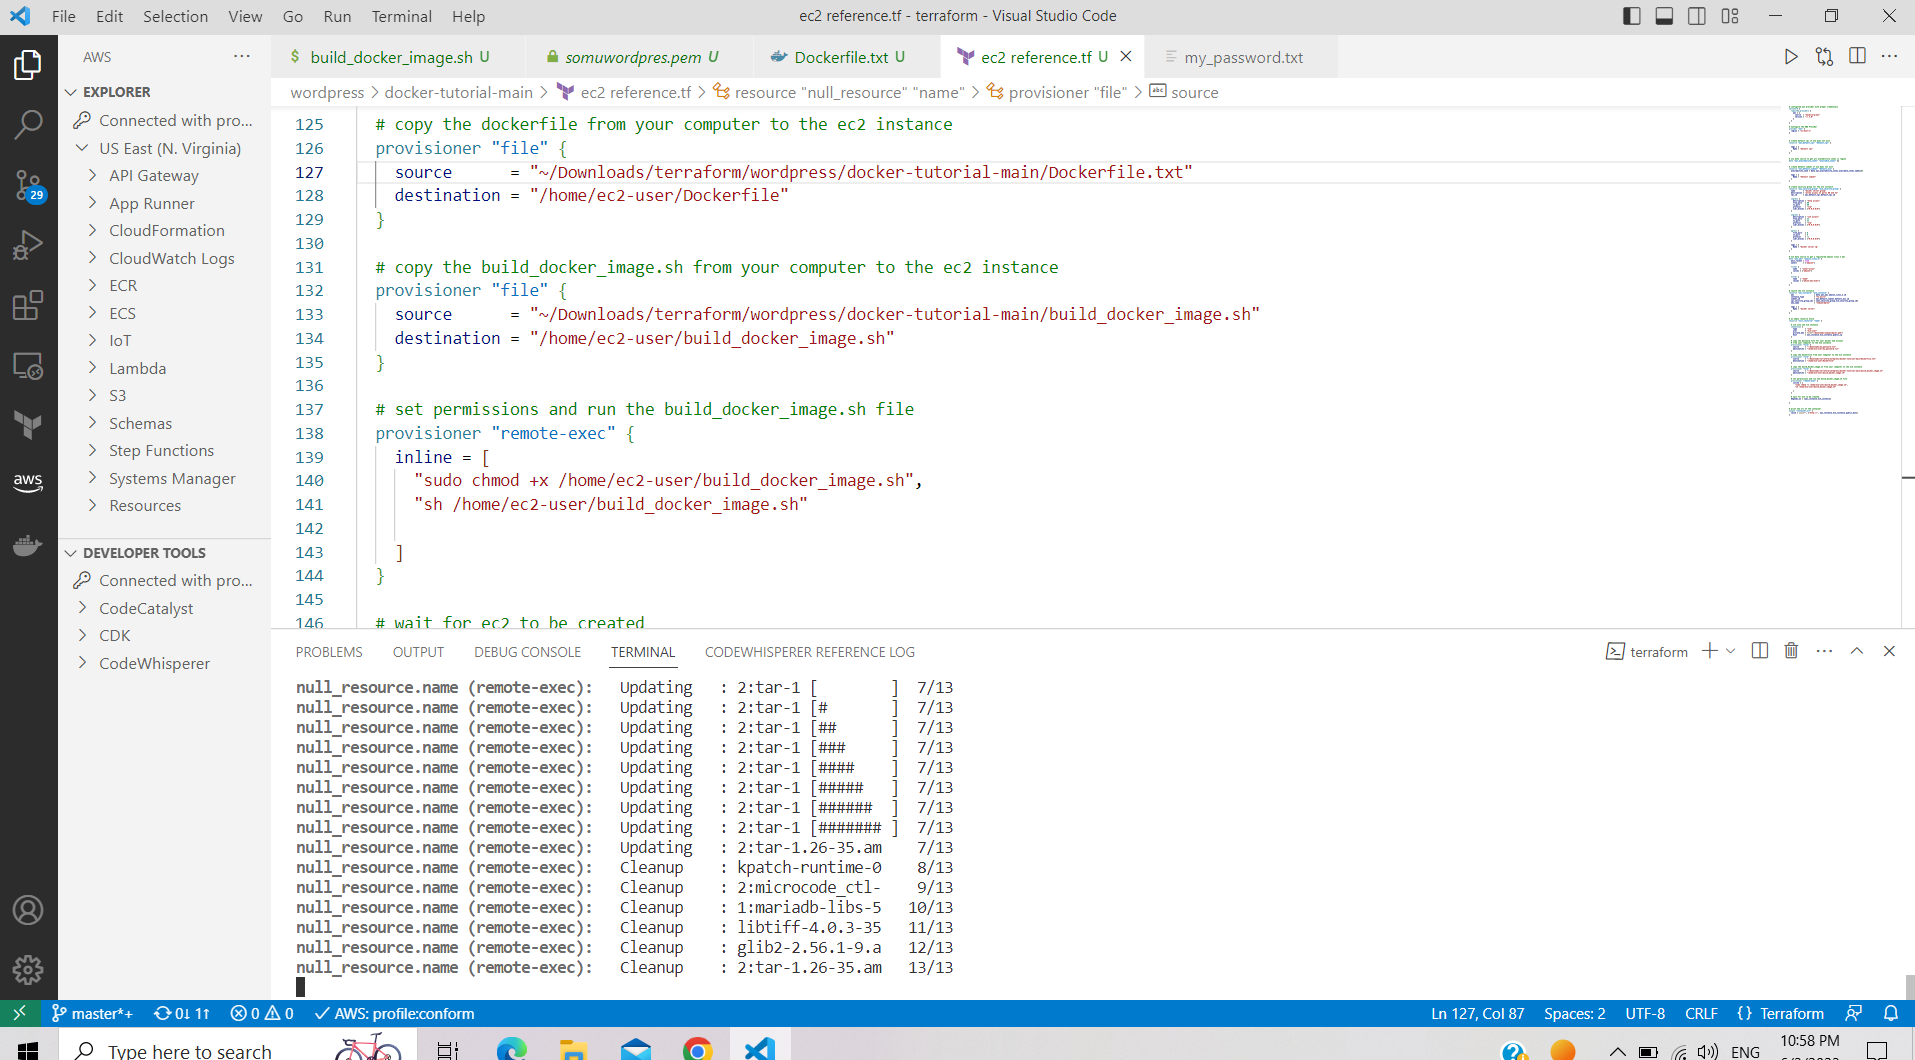 File Edit Selection View Go Run Terminal Help
ec2 reference.tf - terraform - Visual Studio Code
AWS
$ build_docker_image.sh U
somuwordpres.pem U
Dockerfile.txt U
ec2 reference.tf U
my_password.txt
wordpress > docker-tutorial-main > ec2 reference.tf > resource "null_resource" "name" > provisioner "file" > source
EXPLORER
Connected with pro...
US East (N. Virginia)
API Gateway
App Runner
CloudFormation
CloudWatch Logs
ECR
ECS
IoT
Lambda
S3
Schemas
Step Functions
Systems Manager
Resources
DEVELOPER TOOLS
Connected with pro...
CodeCatalyst
CDK
CodeWhisperer
29
aws
125 # copy the dockerfile from your computer to the ec2 instance
126 provisioner "file" {
127 source = "~/Downloads/terraform/wordpress/docker-tutorial-main/Dockerfile.txt"
128 destination = "/home/ec2-user/Dockerfile"
129 }
130
131 # copy the build_docker_image.sh from your computer to the ec2 instance
132 provisioner "file" {
133 source = "~/Downloads/terraform/wordpress/docker-tutorial-main/build_docker_image.sh"
134 destination = "/home/ec2-user/build_docker_image.sh"
135 }
136
137 # set permissions and run the build_docker_image.sh file
138 provisioner "remote-exec" {
139 inline = [
140 "sudo chmod +x /home/ec2-user/build_docker_image.sh",
141 "sh /home/ec2-user/build_docker_image.sh"
142
143 ]
144 }
145
146 # wait for ec2 to be created
PROBLEMS OUTPUT DEBUG CONSOLE TERMINAL CODEWHISPERER REFERENCE LOG
terraform
null_resource.name (remote-exec): Updating : 2:tar-1 [ ] 7/13
null_resource.name (remote-exec): Updating : 2:tar-1 [# ] 7/13
null_resource.name (remote-exec): Updating : 2:tar-1 [## ] 7/13
null_resource.name (remote-exec): Updating : 2:tar-1 [### ] 7/13
null_resource.name (remote-exec): Updating : 2:tar-1 [#### ] 7/13
null_resource.name (remote-exec): Updating : 2:tar-1 [##### ] 7/13
null_resource.name (remote-exec): Updating : 2:tar-1 [###### ] 7/13
null_resource.name (remote-exec): Updating : 2:tar-1 [####### ] 7/13
null_resource.name (remote-exec): Updating : 2:tar-1.26-35.am 7/13
null_resource.name (remote-exec): Cleanup : kpatch-runtime-0 8/13
null_resource.name (remote-exec): Cleanup : 2:microcode_ctl- 9/13
null_resource.name (remote-exec): Cleanup : 1:mariadb-libs-5 10/13
null_resource.name (remote-exec): Cleanup : libtiff-4.0.3-35 11/13
null_resource.name (remote-exec): Cleanup : glib2-2.56.1-9.a 12/13
null_resource.name (remote-exec): Cleanup : 2:tar-1.26-35.am 13/13
master*+ 0↓ 1↑ 0 0 AWS: profile:conform
Ln 127, Col 87 Spaces: 2 UTF-8 CRLF {} Terraform
Type here to search
ENG
10:58 PM